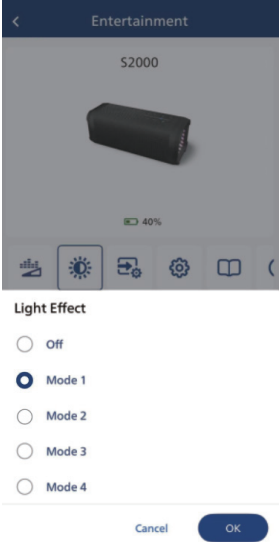 Entertainment
S2000
40%
Light Effect
Off
Mode 1
Mode 2
Mode 3
Mode 4
Cancel OK